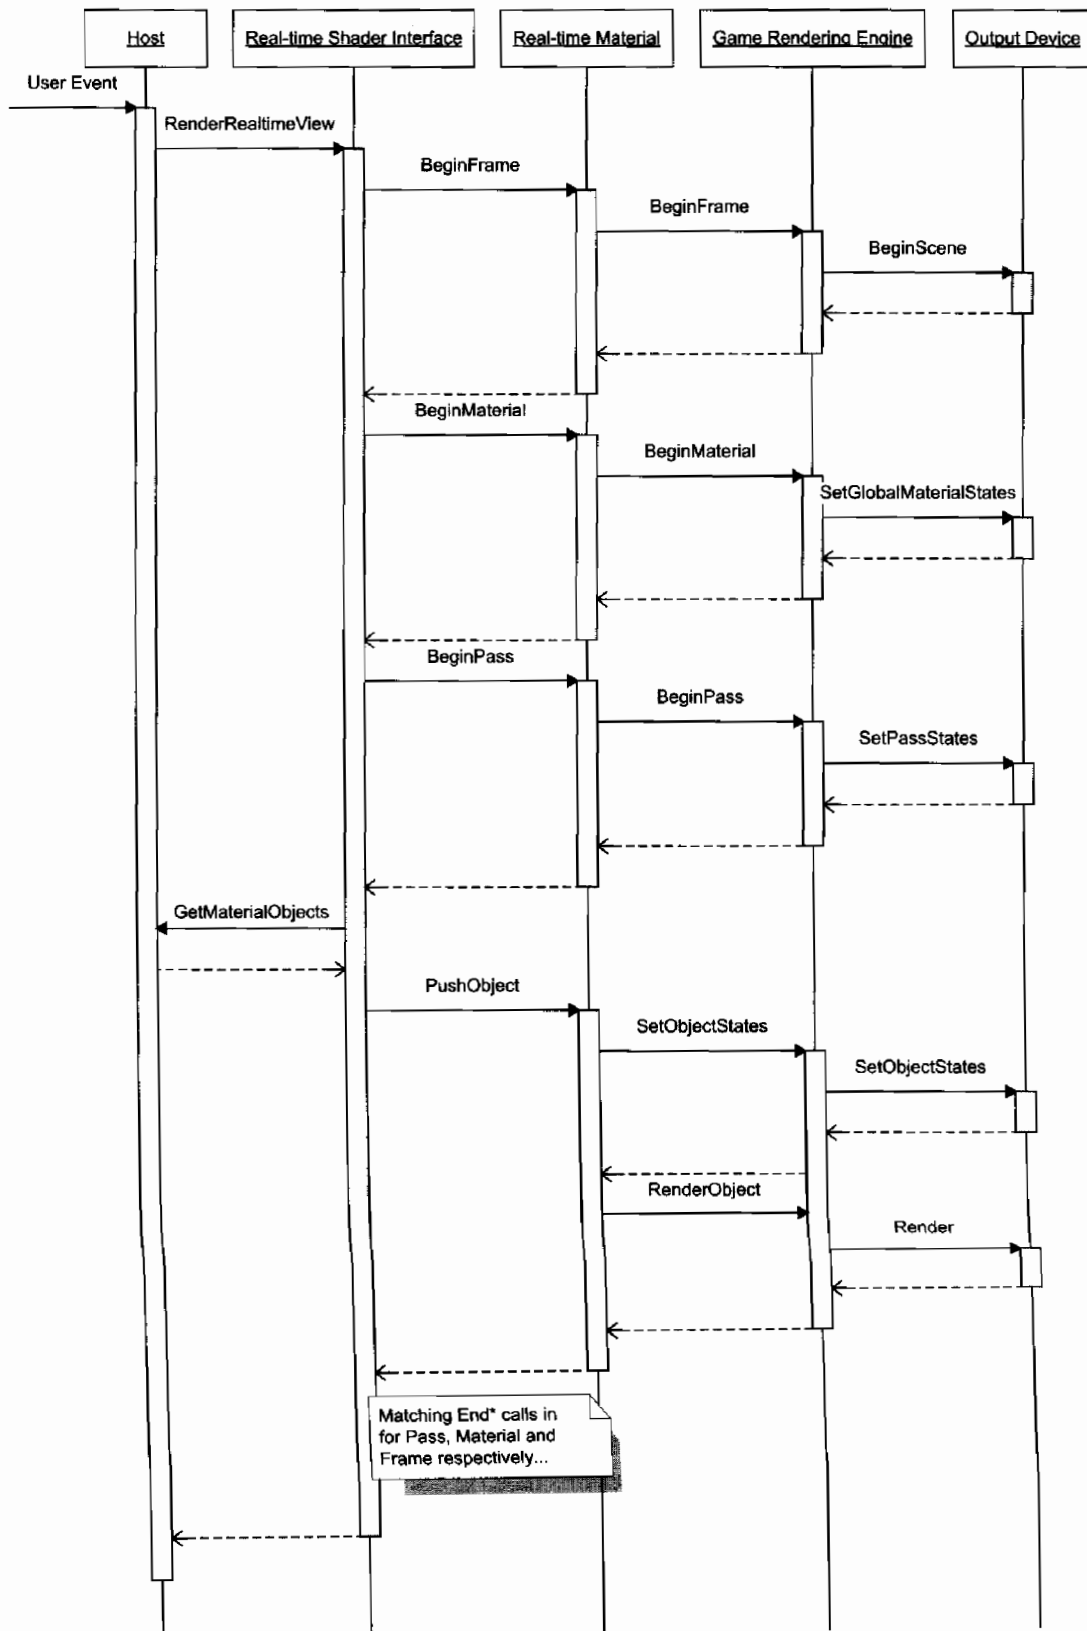 Host
Real-time Shader Interface
Real-time Material
Game Rendering Engine
Output Device
User Event
RenderRealtimeView
BeginFrame
BeginFrame
BeginScene
BeginMaterial
BeginMaterial
SetGlobalMaterialStates
BeginPass
BeginPass
SetPassStates
GetMaterialObjects
PushObject
SetObjectStates
SetObjectStates
RenderObject
Render
Matching End* calls in
for Pass, Material and
Frame respectively...